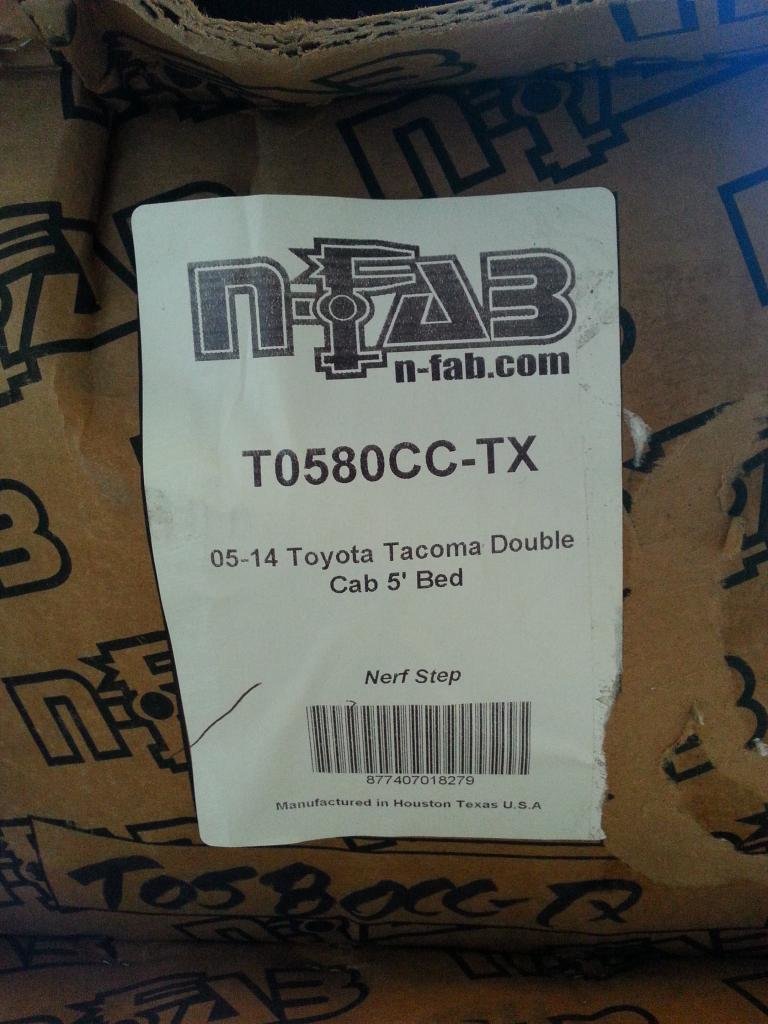 n-FAB
n-fab.com
T0580CC-TX
05-14 Toyota Tacoma Double
Cab 5' Bed
Nerf Step
877407018279
Manufactured in Houston Texas U.S.A
T0580CC-TX